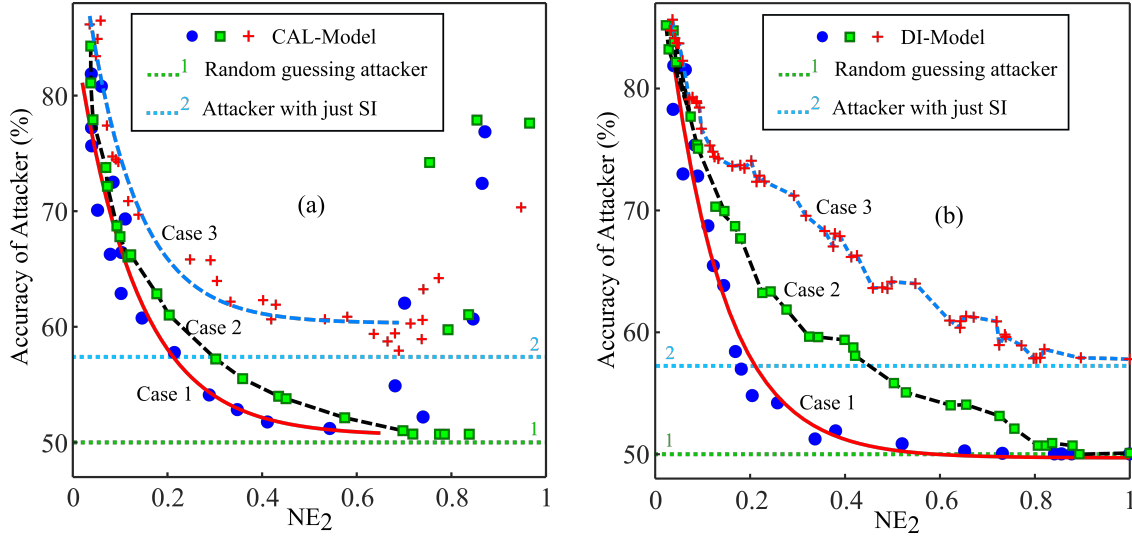 CAL-Model
1 Random guessing attacker
2 Attacker with just SI
(a)
Case 3
Case 2
Case 1
2
1
Accuracy of Attacker (%)
80
70
60
50
0
0.2
0.4
0.6
0.8
1
NE2
DI-Model
1 Random guessing attacker
2 Attacker with just SI
(b)
Case 3
Case 2
Case 1
2
1
Accuracy of Attacker (%)
80
70
60
50
0
0.2
0.4
0.6
0.8
1
NE2